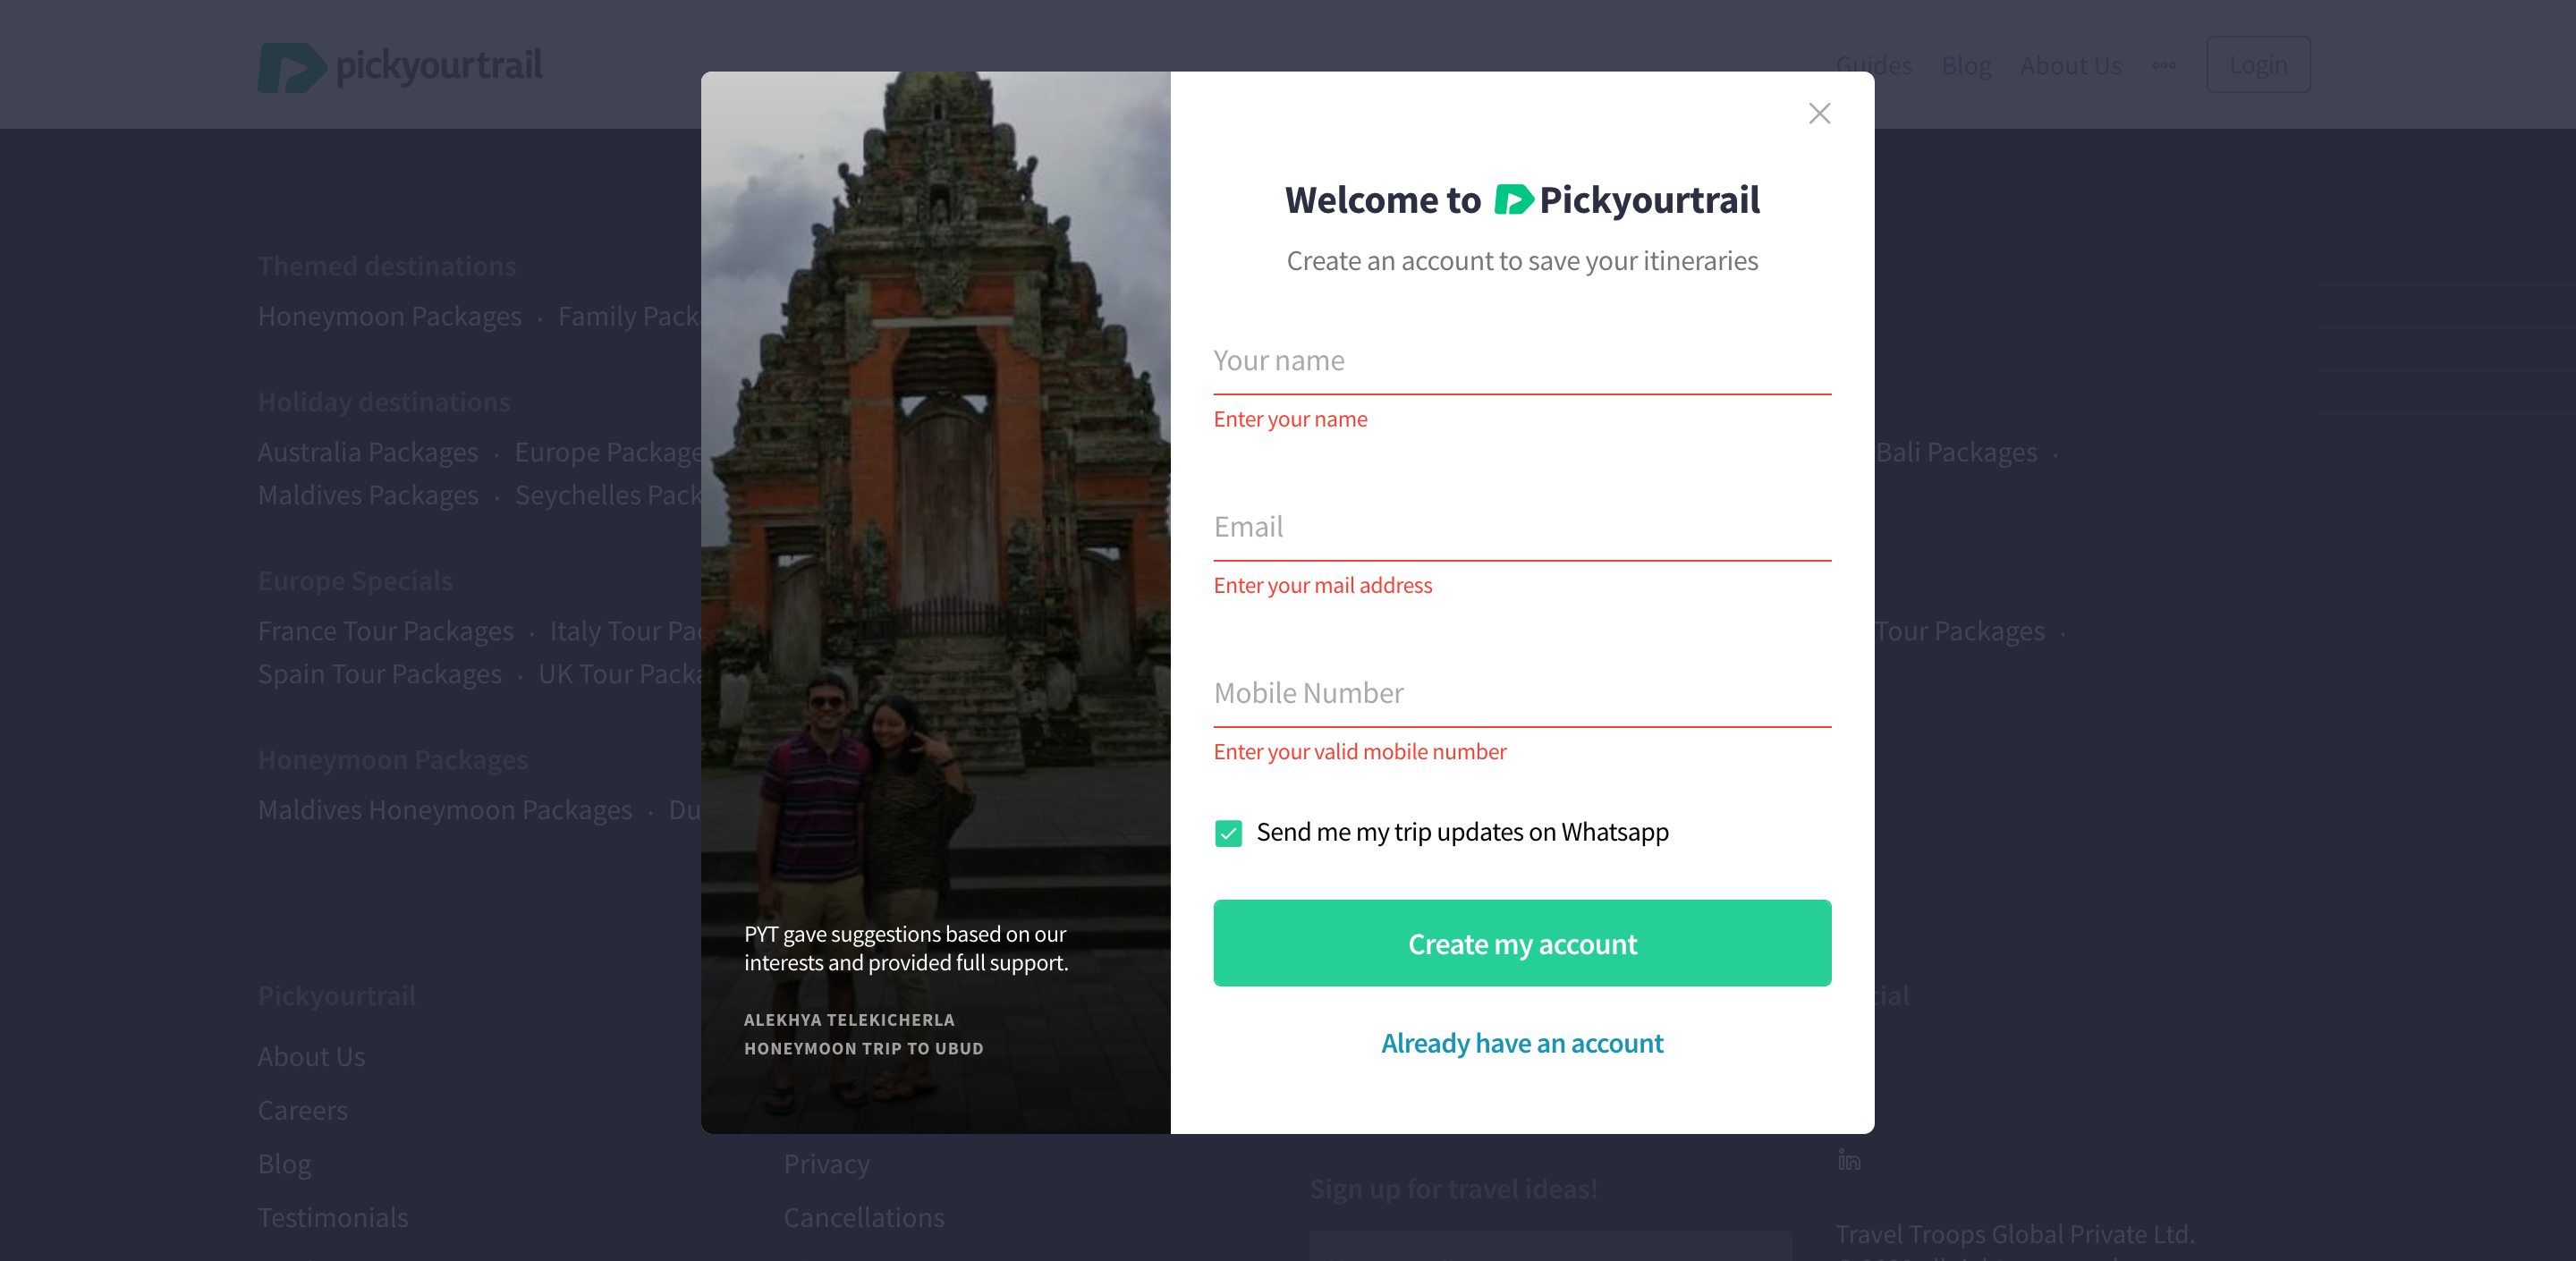 pickyourtrail
Guides Blog About Us Login
Themed destinations
Honeymoon Packages · Family Pack
Holiday destinations
Australia Packages · Europe Package
Bali Packages ·
Maldives Packages · Seychelles Pack
Europe Specials
France Tour Packages · Italy Tour Pa
Tour Packages ·
Spain Tour Packages · UK Tour Packa
Honeymoon Packages
Maldives Honeymoon Packages · Du
Pickyourtrail
About Us
Careers
Blog
Testimonials
Privacy
Cancellations
Sign up for travel ideas!
cial
in
Travel Troops Global Private Ltd.
PYT gave suggestions based on our
interests and provided full support.
ALEKHYA TELEKICHERLA
HONEYMOON TRIP TO UBUD
Welcome to Pickyourtrail
Create an account to save your itineraries
Your name
Enter your name
Email
Enter your mail address
Mobile Number
Enter your valid mobile number
Send me my trip updates on Whatsapp
Create my account
Already have an account